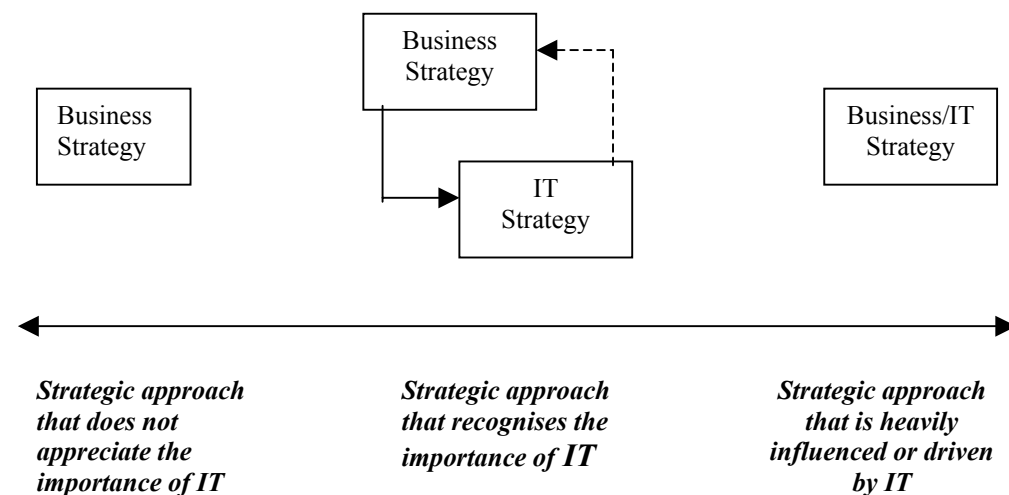 Business
Strategy
Business
Strategy
IT
Strategy
Business/IT
Strategy
Strategic approach
that does not
appreciate the
importance of IT
Strategic approach
that recognises the
importance of IT
Strategic approach
that is heavily
influenced or driven
by IT